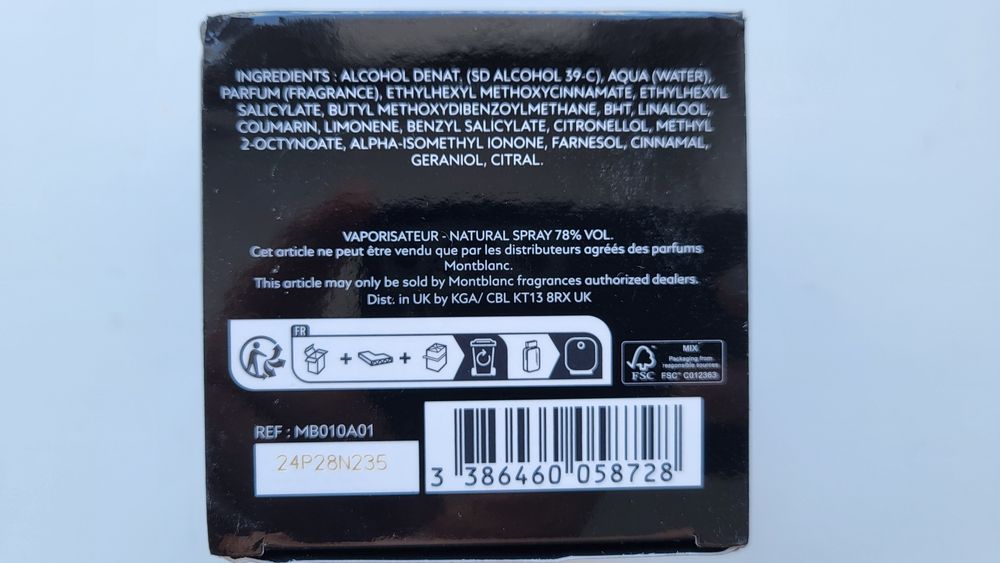 INGREDIENTS : ALCOHOL DENAT. (SD ALCOHOL 39-C), AQUA (WATER),
PARFUM (FRAGRANCE), ETHYLHEXYL METHOXYCINNAMATE, ETHYLHEXYL
SALICYLATE, BUTYL METHOXYDIBENZOYLMETHANE, BHT, LINALOOL,
COUMARIN, LIMONENE, BENZYL SALICYLATE, CITRONELLOL, METHYL
2-OCTYNOATE, ALPHA-ISOMETHYL IONONE, FARNESOL, CINNAMAL,
GERANIOL, CITRAL.
VAPORISATEUR - NATURAL SPRAY 78% VOL.
Cet article ne peut être vendu que par les distributeurs agréés des parfums
Montblanc.
This article may only be sold by Montblanc fragrances authorized dealers.
Dist. in UK by KGA/ CBL KT13 8RX UK
FR
+ +
MIX
Packaging from
responsible sources
FSC FSC™ C012363
REF : MB010A01
24P28N235
3 386460 058728